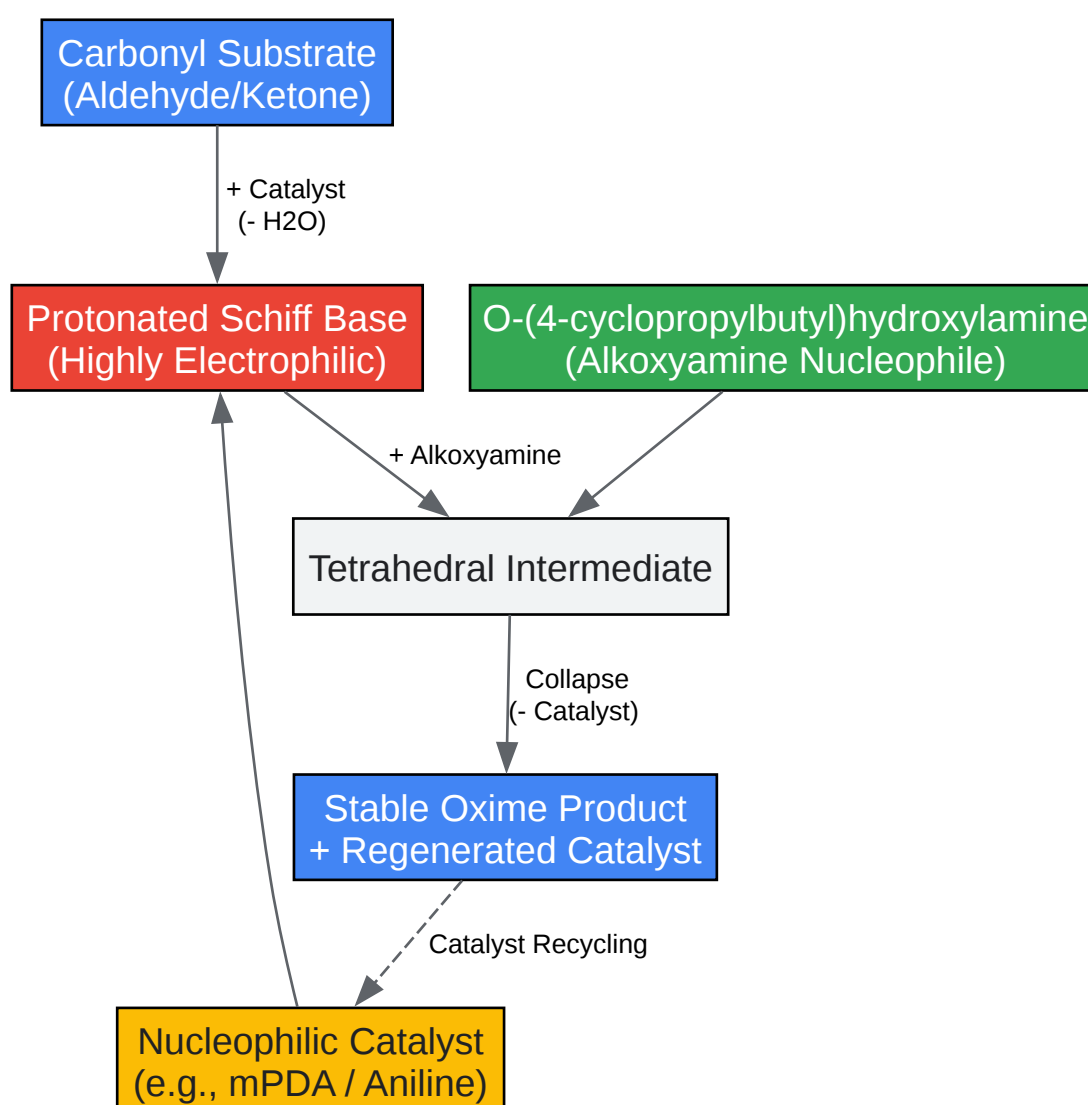 Carbonyl Substrate
(Aldehyde/Ketone)
+ Catalyst
(- H2O)
Protonated Schiff Base
(Highly Electrophilic)
O-(4-cyclopropylbutyl)hydroxylamine
(Alkoxyamine Nucleophile)
+ Alkoxyamine
Tetrahedral Intermediate
Collapse
(- Catalyst)
Stable Oxime Product
+ Regenerated Catalyst
Catalyst Recycling
Nucleophilic Catalyst
(e.g., mPDA / Aniline)